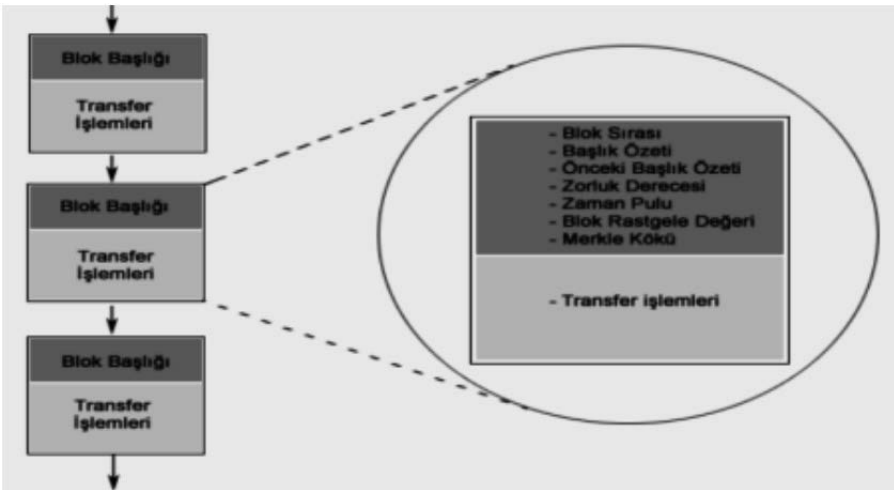 Blok Başlığı
Transfer
İşlemleri
Blok Başlığı
Transfer
İşlemleri
Blok Başlığı
Transfer
İşlemleri
- Blok Sırası
- Başlık Özeti
- Önceki Başlık Özeti
- Zorluk Derecesi
- Zaman Pulu
- Blok Rastgele Değeri
- Merkle Kökü
- Transfer işlemleri